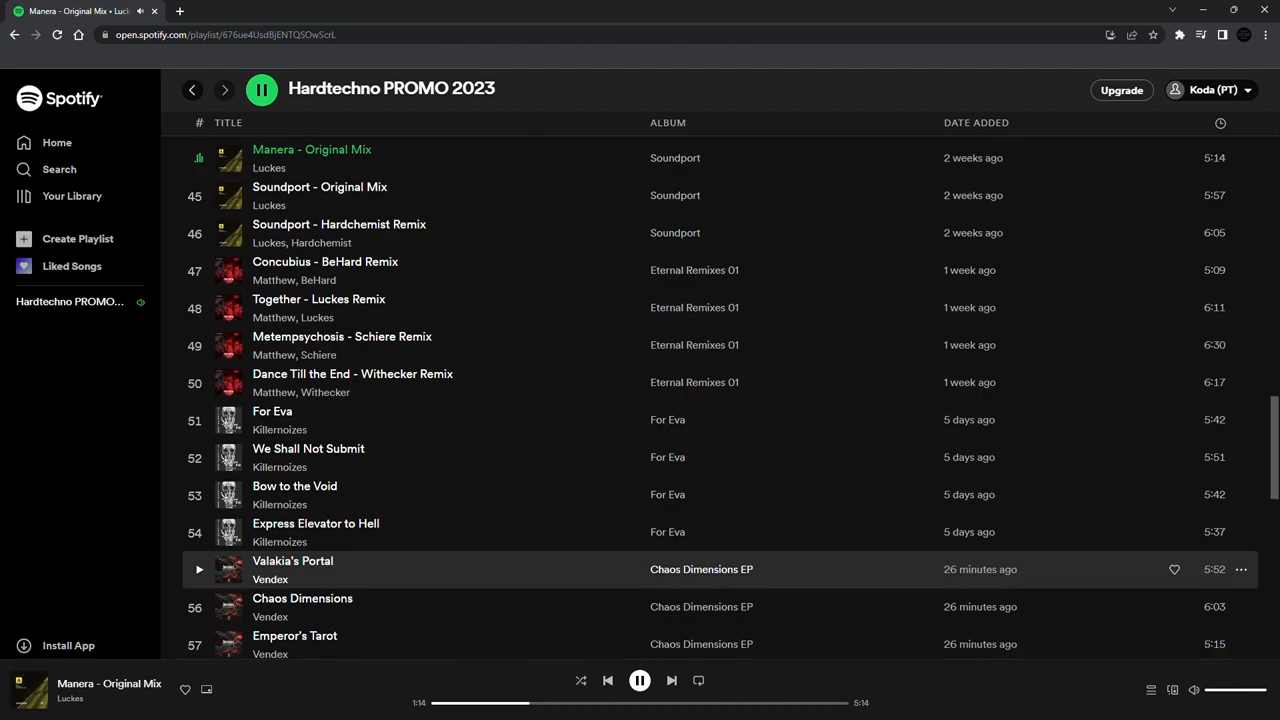 Manera - Original Mix • Luck
open.spotify.com/playlist/676ue4UsdBjENTQSOwScrL
Spotify
Home
Search
Your Library
Create Playlist
Liked Songs
Hardtechno PROMO...
Install App
Hardtechno PROMO 2023
Upgrade
Koda (PT)
# TITLE ALBUM DATE ADDED
Manera - Original Mix
Luckes
Soundport 2 weeks ago 5:14
45 Soundport - Original Mix
Luckes
Soundport 2 weeks ago 5:57
46 Soundport - Hardchemist Remix
Luckes, Hardchemist
Soundport 2 weeks ago 6:05
47 Concubius - BeHard Remix
Matthew, BeHard
Eternal Remixes 01 1 week ago 5:09
48 Together - Luckes Remix
Matthew, Luckes
Eternal Remixes 01 1 week ago 6:11
49 Metempsychosis - Schiere Remix
Matthew, Schiere
Eternal Remixes 01 1 week ago 6:30
50 Dance Till the End - Withecker Remix
Matthew, Withecker
Eternal Remixes 01 1 week ago 6:17
51 For Eva
Killernoizes
For Eva 5 days ago 5:42
52 We Shall Not Submit
Killernoizes
For Eva 5 days ago 5:51
53 Bow to the Void
Killernoizes
For Eva 5 days ago 5:42
54 Express Elevator to Hell
Killernoizes
For Eva 5 days ago 5:37
Valakia's Portal
Vendex
Chaos Dimensions EP 26 minutes ago 5:52
56 Chaos Dimensions
Vendex
Chaos Dimensions EP 26 minutes ago 6:03
57 Emperor's Tarot
Vendex
Chaos Dimensions EP 26 minutes ago 5:15
Manera - Original Mix
Luckes
1:14 5:14